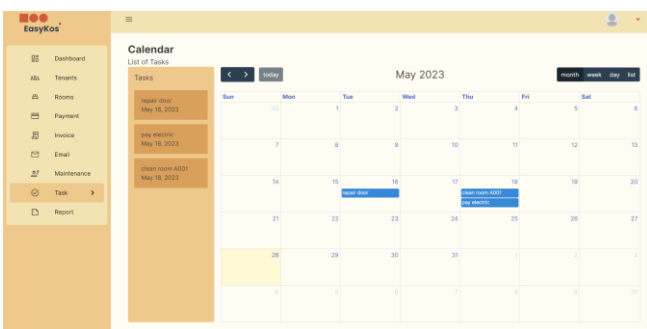 EasyKos
Dashboard
Tenants
Rooms
Payment
Invoice
Email
Maintenance
Task
Report
Calendar
List of Tasks
Tasks
repair door
May 16, 2023
pay electric
May 18, 2023
clean room A001
May 18, 2023
today
May 2023
month week day list
Sun Mon Tue Wed Thu Fri Sat
30 1 2 3 4 5 6
7 8 9 10 11 12 13
14 15 16 17 18 19 20
repair door
clean room A001
pay electric
21 22 23 24 25 26 27
28 29 30 31 1 2 3
4 5 6 7 8 9 10